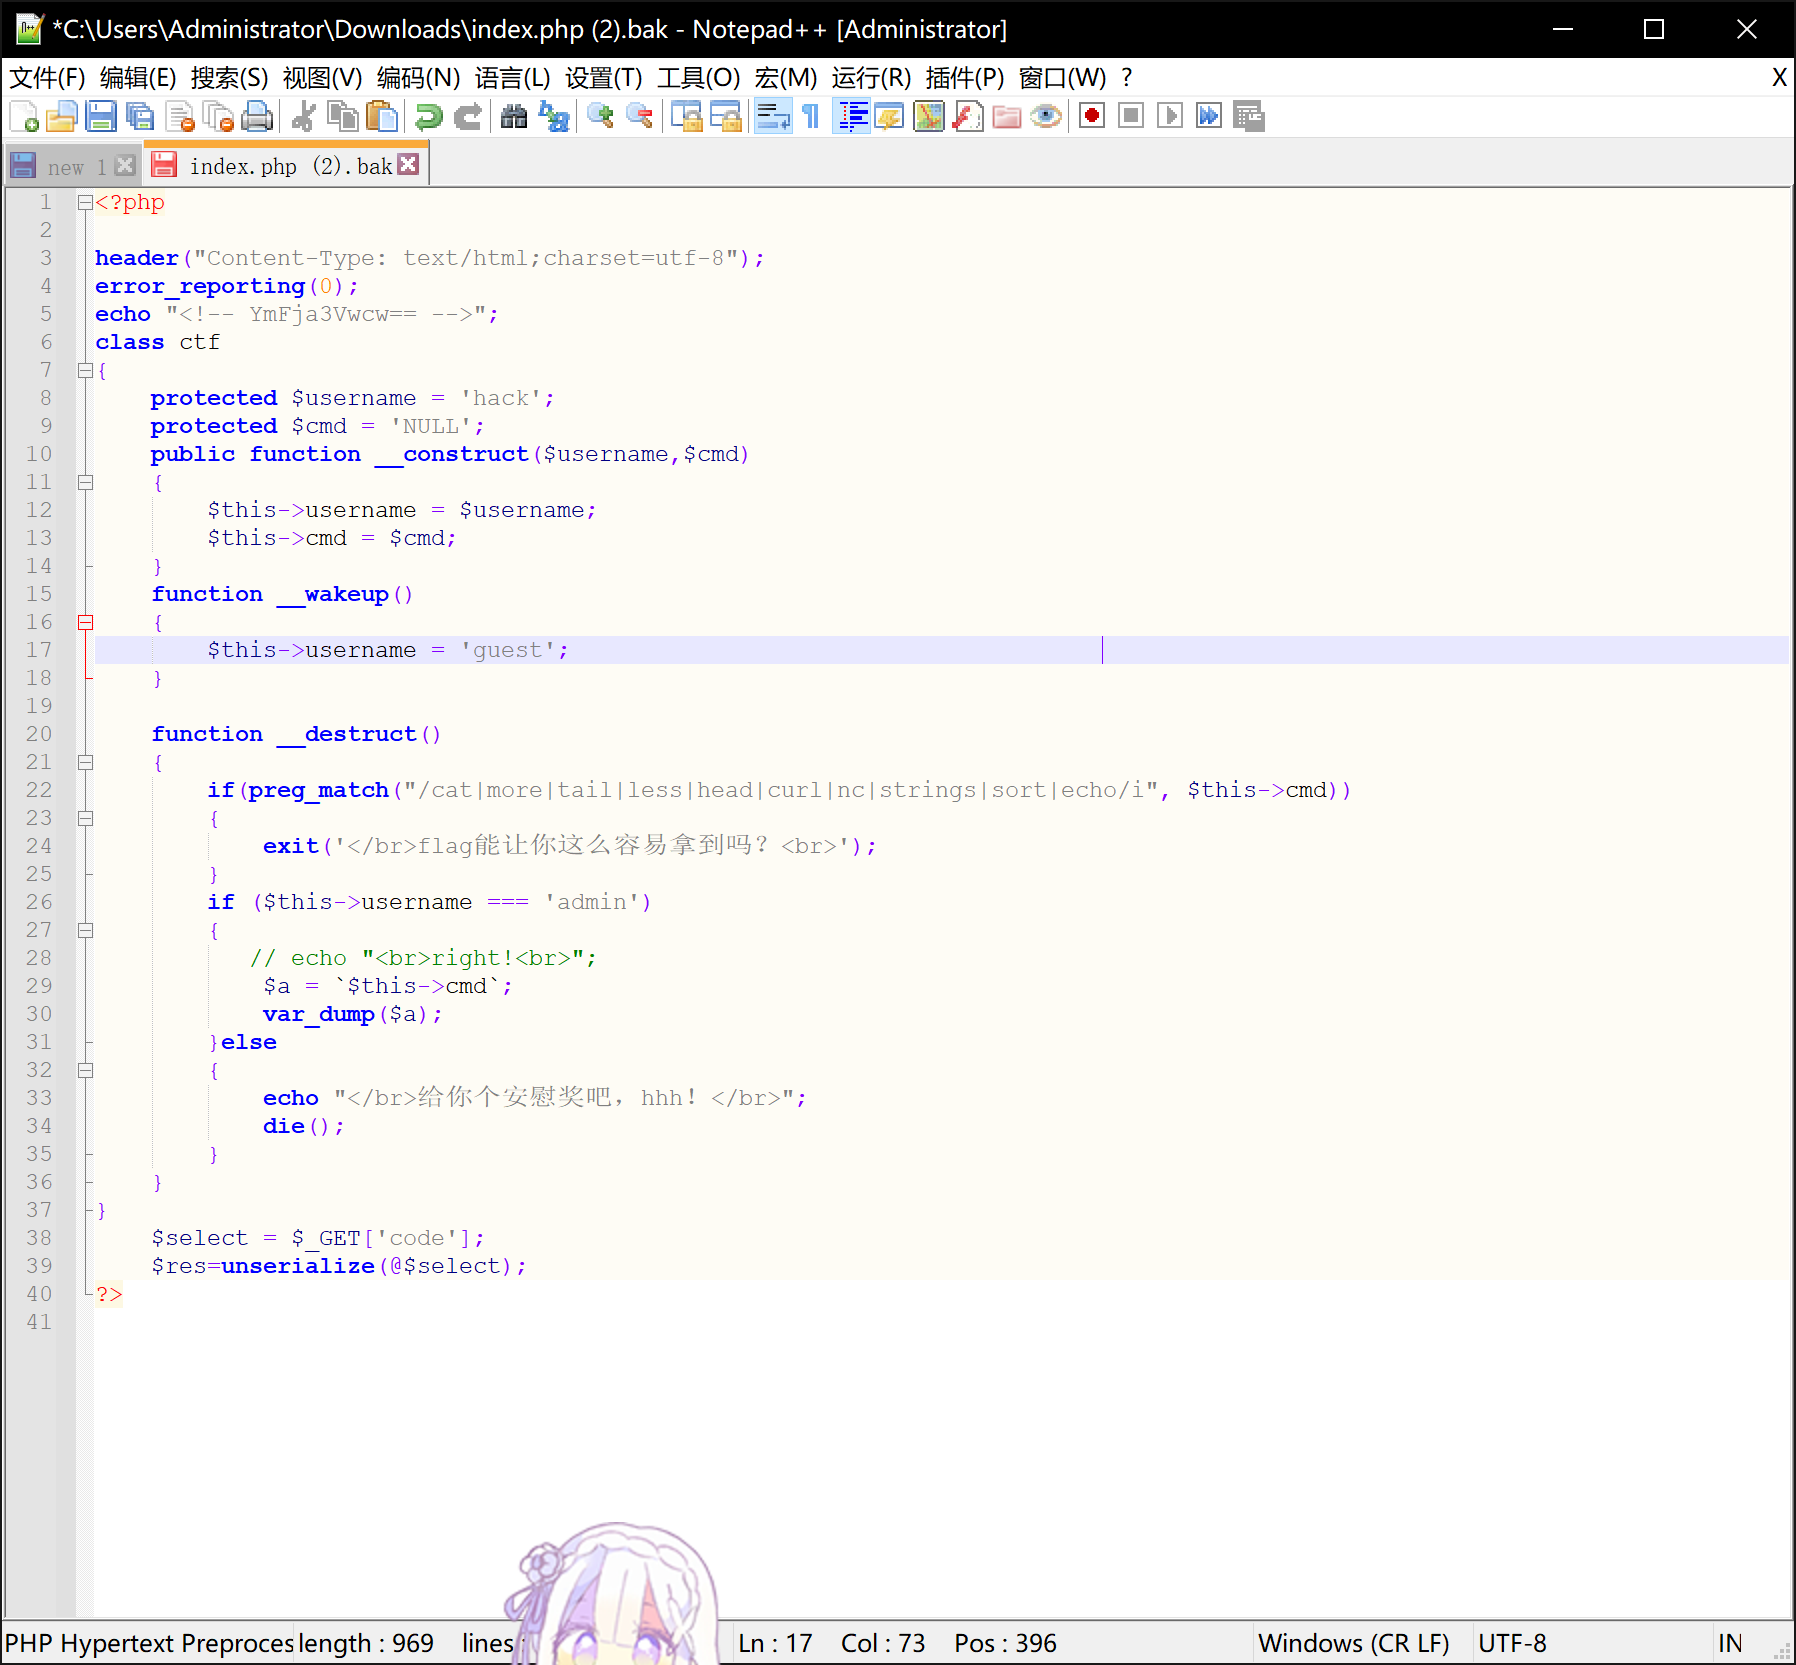 *C:\Users\Administrator\Downloads\index.php (2).bak - Notepad++ [Administrator]
文件(F) 编辑(E) 搜索(S) 视图(V) 编码(N) 语言(L) 设置(T) 工具(O) 宏(M) 运行(R) 插件(P) 窗口(W) ? X
new 1 index.php (2).bak
1 <?php
2
3 header("Content-Type: text/html;charset=utf-8");
4 error_reporting(0);
5 echo "<!-- YmFja3Vwcw== -->";
6 class ctf
7 {
8     protected $username = 'hack';
9     protected $cmd = 'NULL';
10     public function __construct($username,$cmd)
11     {
12         $this->username = $username;
13         $this->cmd = $cmd;
14     }
15     function __wakeup()
16     {
17         $this->username = 'guest';
18     }
19
20     function __destruct()
21     {
22         if(preg_match("/cat|more|tail|less|head|curl|nc|strings|sort|echo/i", $this->cmd))
23         {
24             exit('</br>flag能让你这么容易拿到吗？<br>');
25         }
26         if ($this->username === 'admin')
27         {
28            // echo "<br>right!<br>";
29             $a = `$this->cmd`;
30             var_dump($a);
31         }else
32         {
33             echo "</br>给你个安慰奖吧，hhh！</br>";
34             die();
35         }
36     }
37 }
38     $select = $_GET['code'];
39     $res=unserialize(@$select);
40 ?>
41
PHP Hypertext Preproces length : 969 lines Ln : 17 Col : 73 Pos : 396 Windows (CR LF) UTF-8 IN